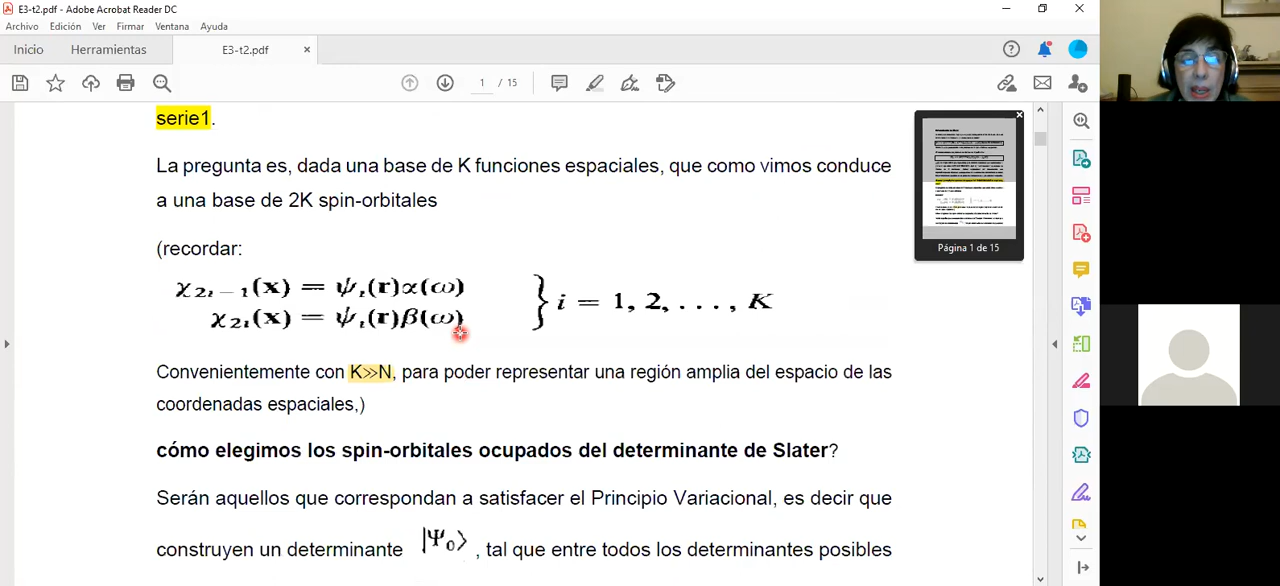 E3-t2.pdf - Adobe Acrobat Reader DC
Archivo Edición Ver Firmar Ventana Ayuda
Inicio Herramientas E3-t2.pdf ×
1 / 15
serie1.
La pregunta es, dada una base de K funciones espaciales, que como vimos conduce
a una base de 2K spin-orbitales
(recordar:
χ2i−1(x) = ψi(r)α(ω)
χ2i(x) = ψi(r)β(ω)
} i = 1, 2, . . . , K
Convenientemente con K>>N, para poder representar una región amplia del espacio de las
coordenadas espaciales,)
cómo elegimos los spin-orbitales ocupados del determinante de Slater?
Serán aquellos que correspondan a satisfacer el Principio Variacional, es decir que
construyen un determinante |Ψ0⟩ , tal que entre todos los determinantes posibles
Página 1 de 15